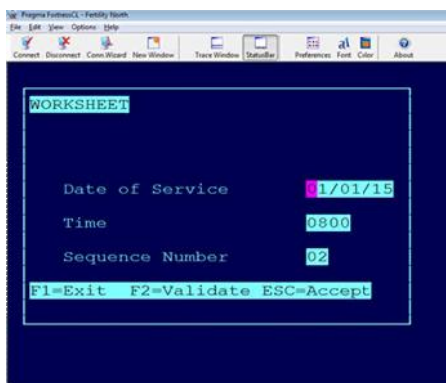 Pragma FortressCL - Fertility North
File Edit View Options Help
Connect Disconnect Conn.Wizard New Window Trace Window StatusBar Preferences Font Color About
WORKSHEET
Date of Service 01/01/15
Time 0800
Sequence Number 02
F1=Exit F2=Validate ESC=Accept